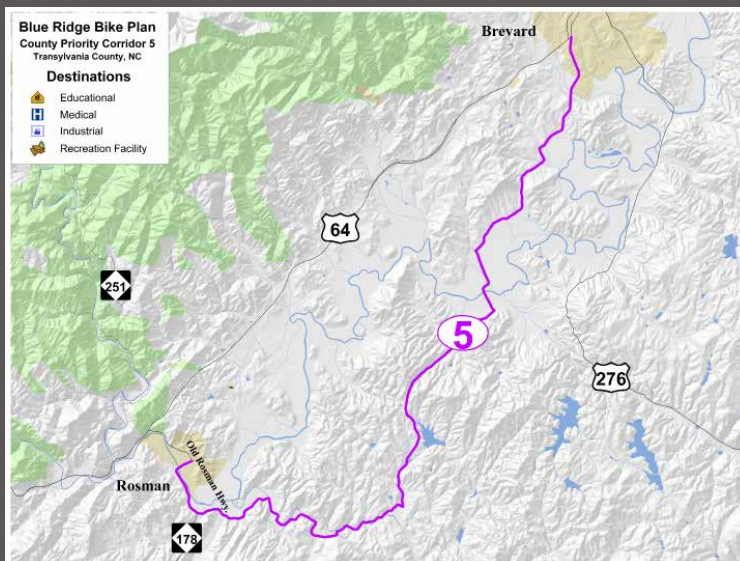 Blue Ridge Bike Plan
County Priority Corridor 5
Transylvania County, NC
Destinations
Educational
H Medical
Industrial
Recreation Facility
Brevard
64
251
5
276
Old Rosman Hwy.
Rosman
178